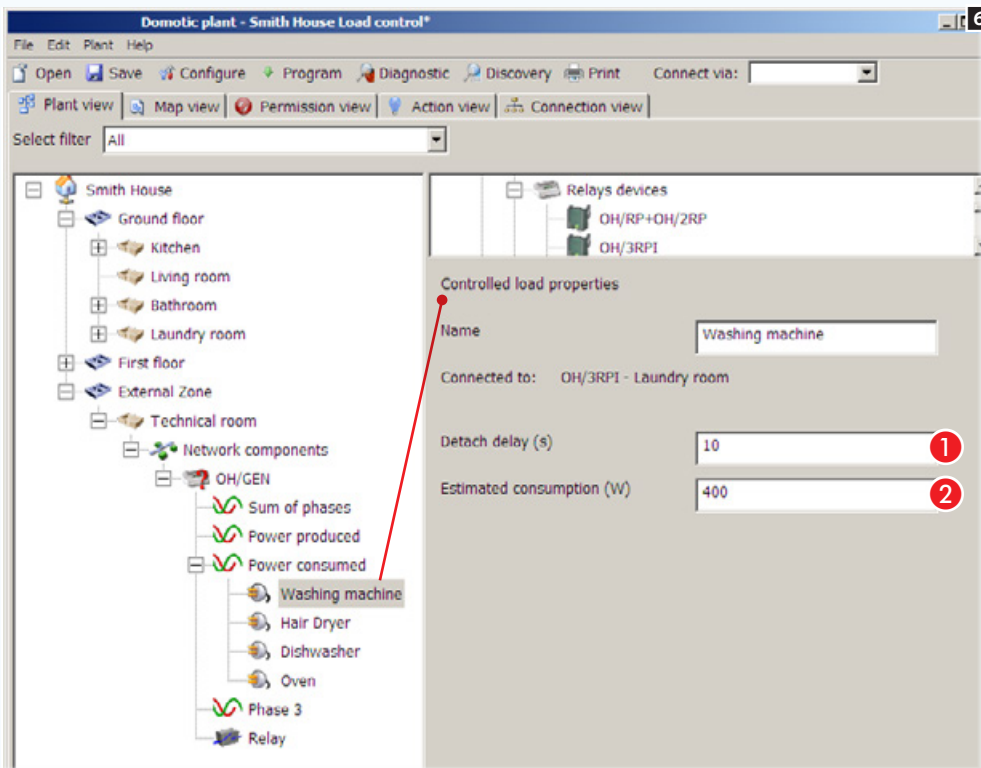 Domotic plant - Smith House Load control*
6
File Edit Plant Help
Open Save Configure Program Diagnostic Discovery Print Connect via:
Plant view Map view Permission view Action view Connection view
Select filter All
Smith House
Ground floor
Kitchen
Living room
Bathroom
Laundry room
First floor
External Zone
Technical room
Network components
OH/GEN
Sum of phases
Power produced
Power consumed
Washing machine
Hair Dryer
Dishwasher
Oven
Phase 3
Relay
Relays devices
OH/RP+OH/2RP
OH/3RPI
Controlled load properties
Name Washing machine
Connected to: OH/3RPI - Laundry room
Detach delay (s) 10 1
Estimated consumption (W) 400 2